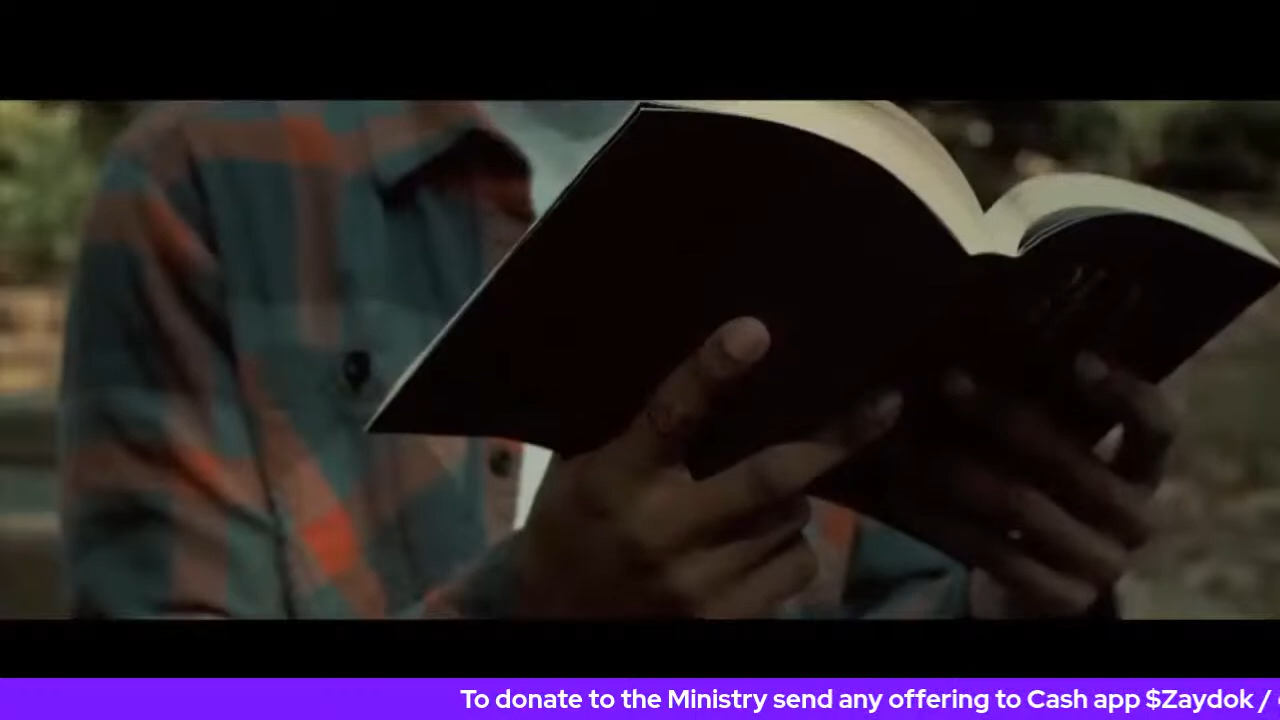 To donate to the Ministry send any offering to Cash app $Zaydok /